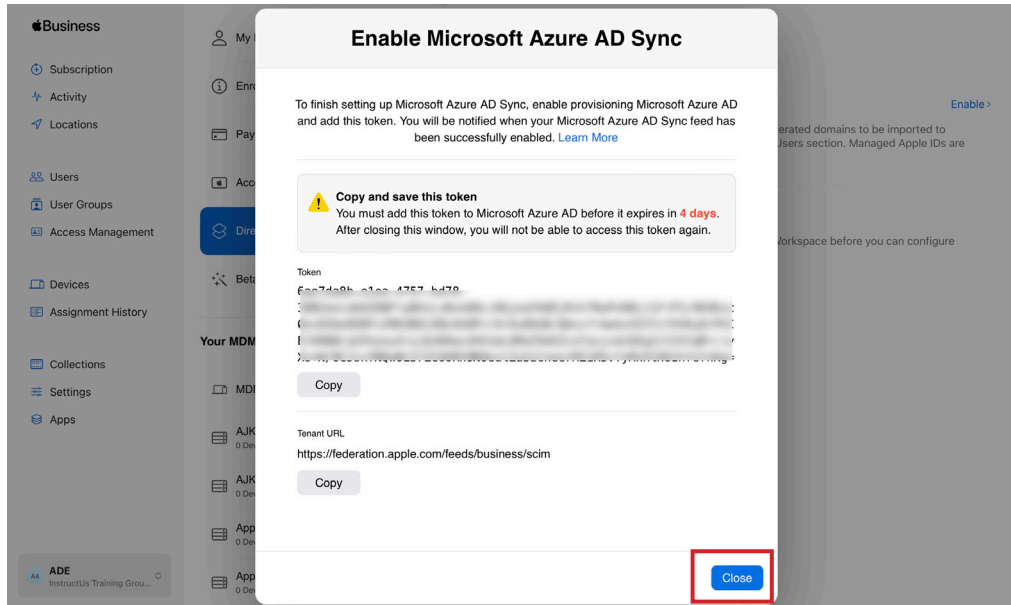 Business
Subscription
Activity
Locations
Users
User Groups
Access Management
Devices
Assignment History
Collections
Settings
Apps
AA
ADE
InstructUs Training Grou...
My
Enr
Pay
Acc
Dire
Beta
Your MDM
MDM
AJK
0 Dev
AJK
0 Dev
App
0 Dev
App
0 Dev
Enable Microsoft Azure AD Sync
To finish setting up Microsoft Azure AD Sync, enable provisioning Microsoft Azure AD
and add this token. You will be notified when your Microsoft Azure AD Sync feed has
been successfully enabled. Learn More
Copy and save this token
You must add this token to Microsoft Azure AD before it expires in 4 days.
After closing this window, you will not be able to access this token again.
Token
Copy
Tenant URL
https://federation.apple.com/feeds/business/scim
Copy
Close
Enable >
erated domains to be imported to
Users section. Managed Apple IDs are
Workspace before you can configure